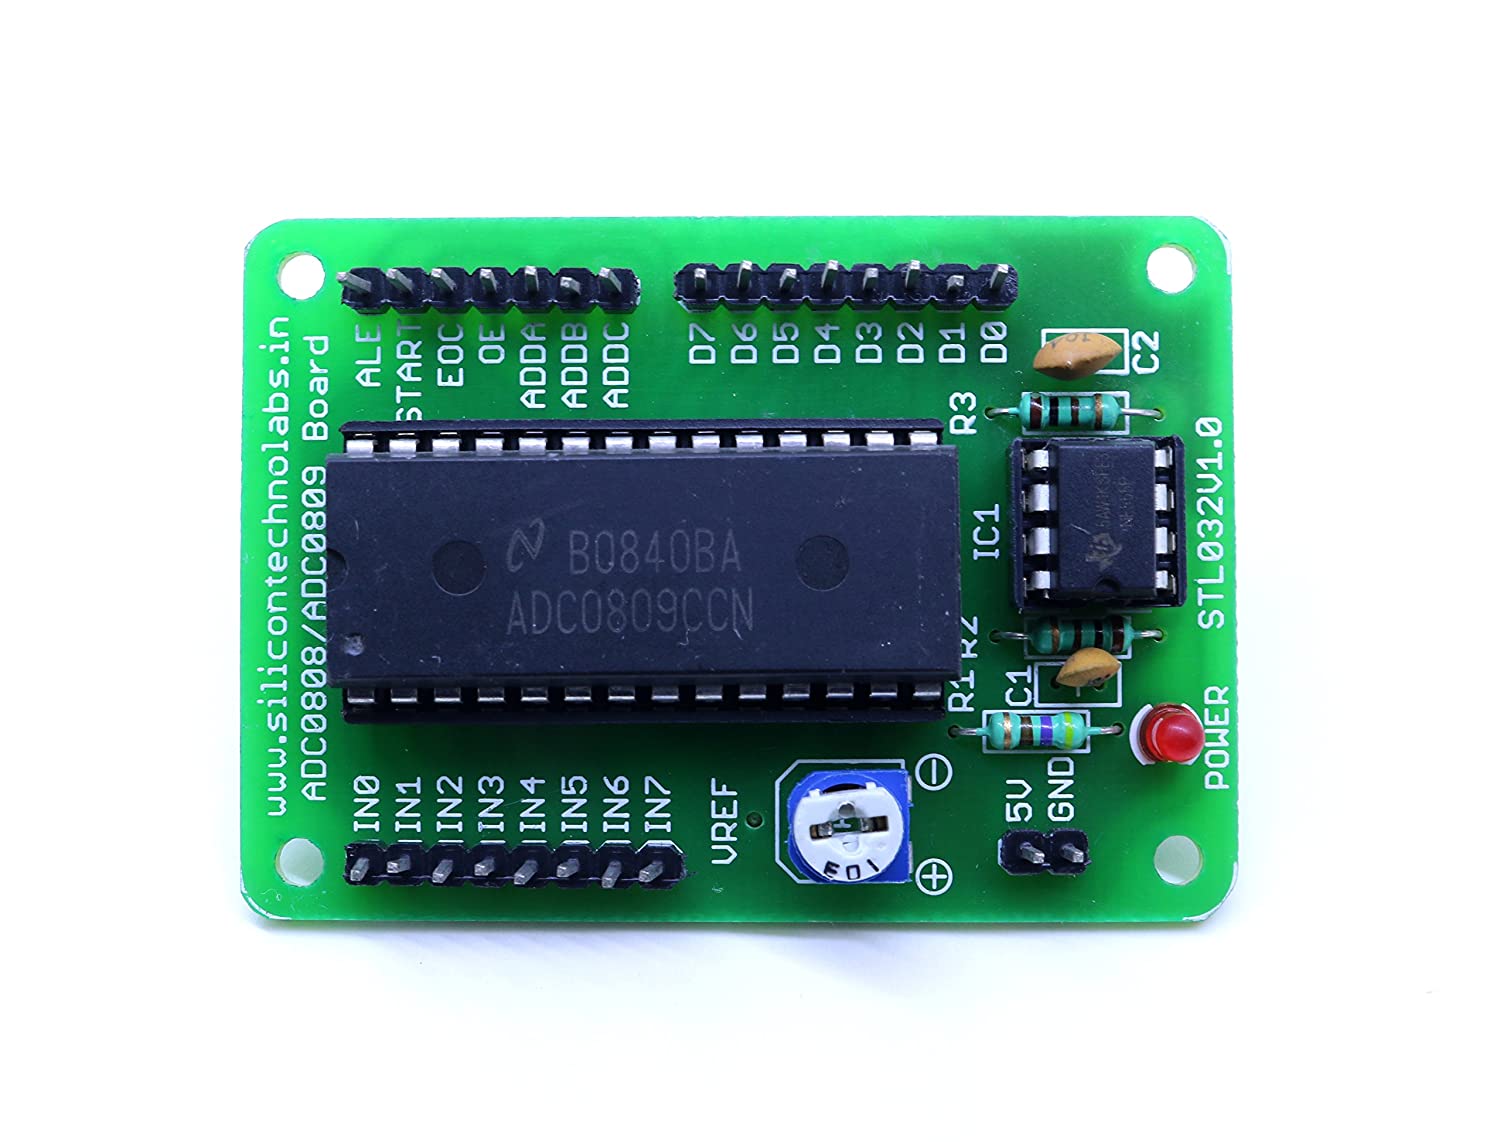 www.silicontechnolabs.in
ADC0808/ADC0809 Board
ALE
START
EOC
OE
ADDA
ADDB
ADDC
D7
D6
D5
D4
D3
D2
D1
D0
C2
R3
B0840BA
ADC0809CCN
IC1
STL032V1.0
R2
R1
C1
POWER
IN0
IN1
IN2
IN3
IN4
IN5
IN6
IN7
VREF
−
+
E01
5V
GND